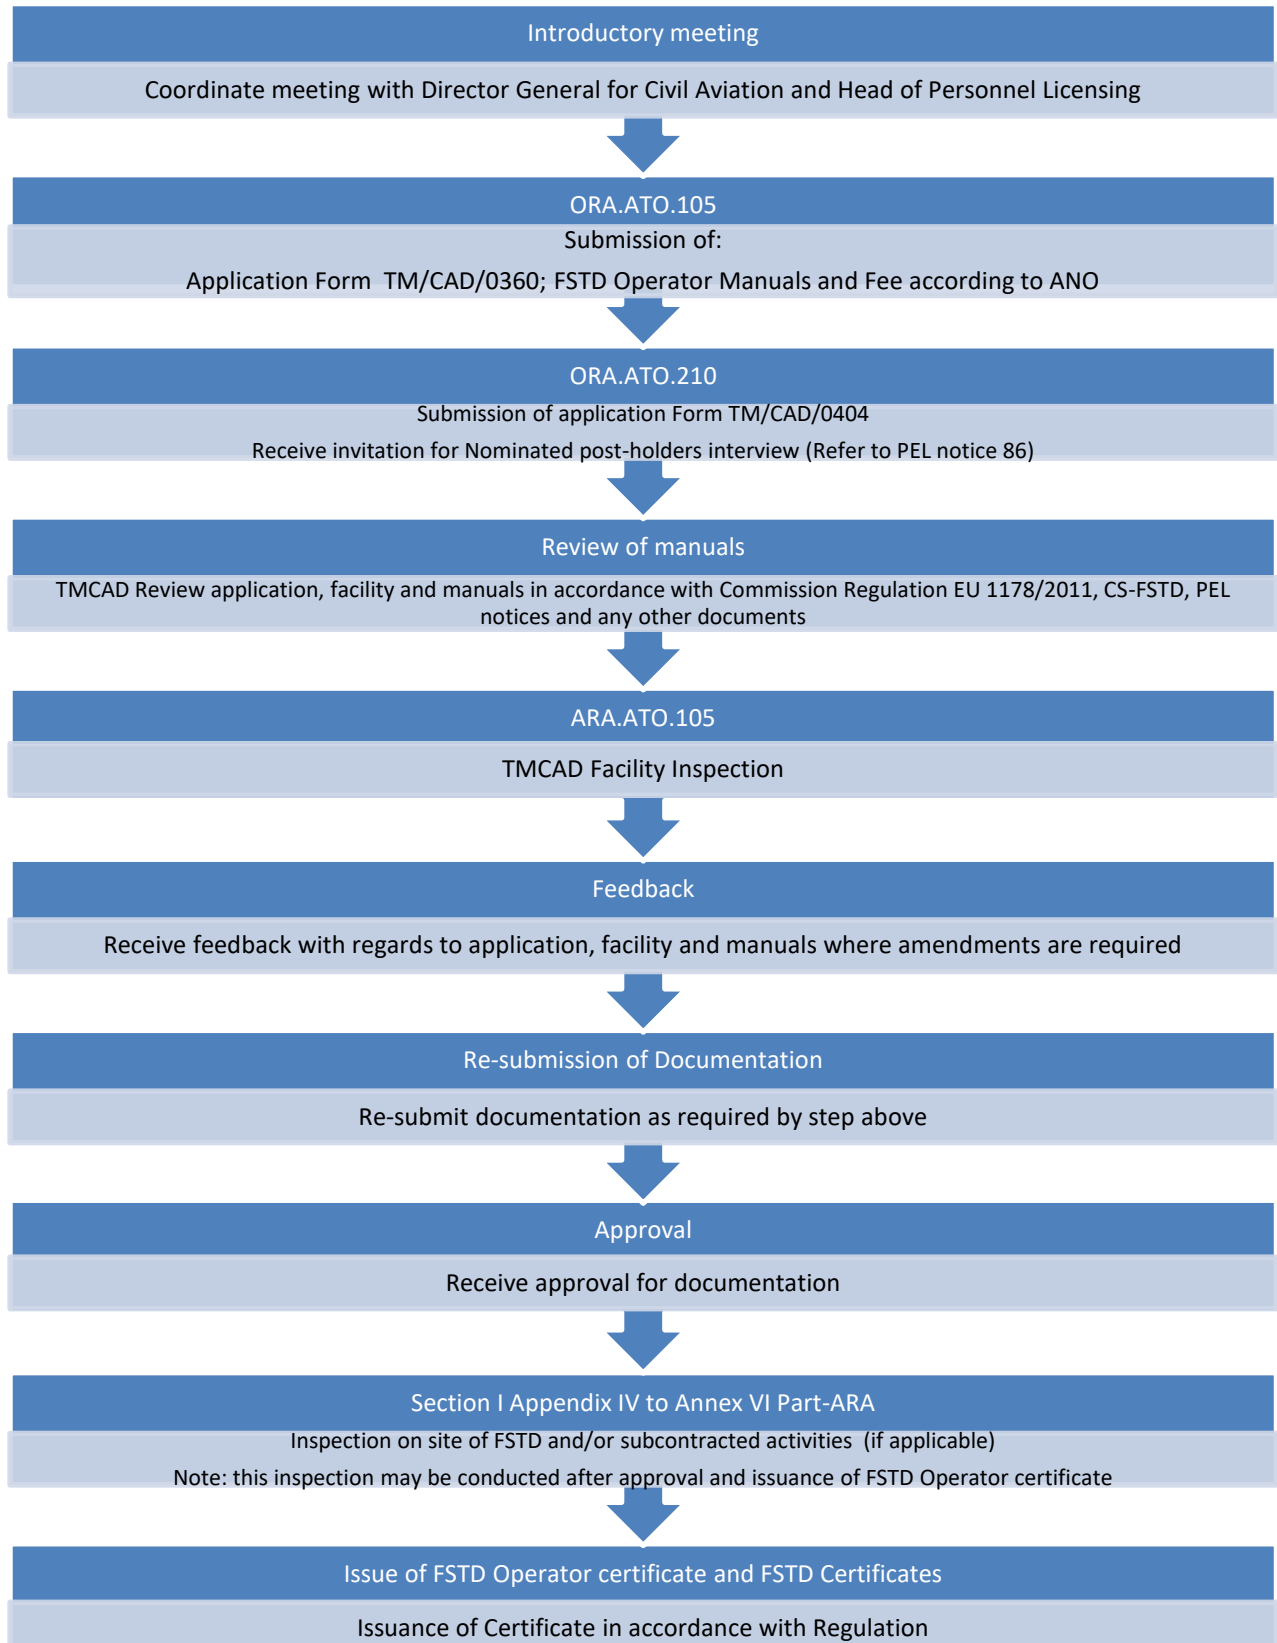 Introductory meeting
Coordinate meeting with Director General for Civil Aviation and Head of Personnel Licensing
ORA.ATO.105
Submission of:
Application Form TM/CAD/0360; FSTD Operator Manuals and Fee according to ANO
ORA.ATO.210
Submission of application Form TM/CAD/0404
Receive invitation for Nominated post-holders interview (Refer to PEL notice 86)
Review of manuals
TMCAD Review application, facility and manuals in accordance with Commission Regulation EU 1178/2011, CS-FSTD, PEL
notices and any other documents
ARA.ATO.105
TMCAD Facility Inspection
Feedback
Receive feedback with regards to application, facility and manuals where amendments are required
Re-submission of Documentation
Re-submit documentation as required by step above
Approval
Receive approval for documentation
Section I Appendix IV to Annex VI Part-ARA
Inspection on site of FSTD and/or subcontracted activities (if applicable)
Note: this inspection may be conducted after approval and issuance of FSTD Operator certificate
Issue of FSTD Operator certificate and FSTD Certificates
Issuance of Certificate in accordance with Regulation